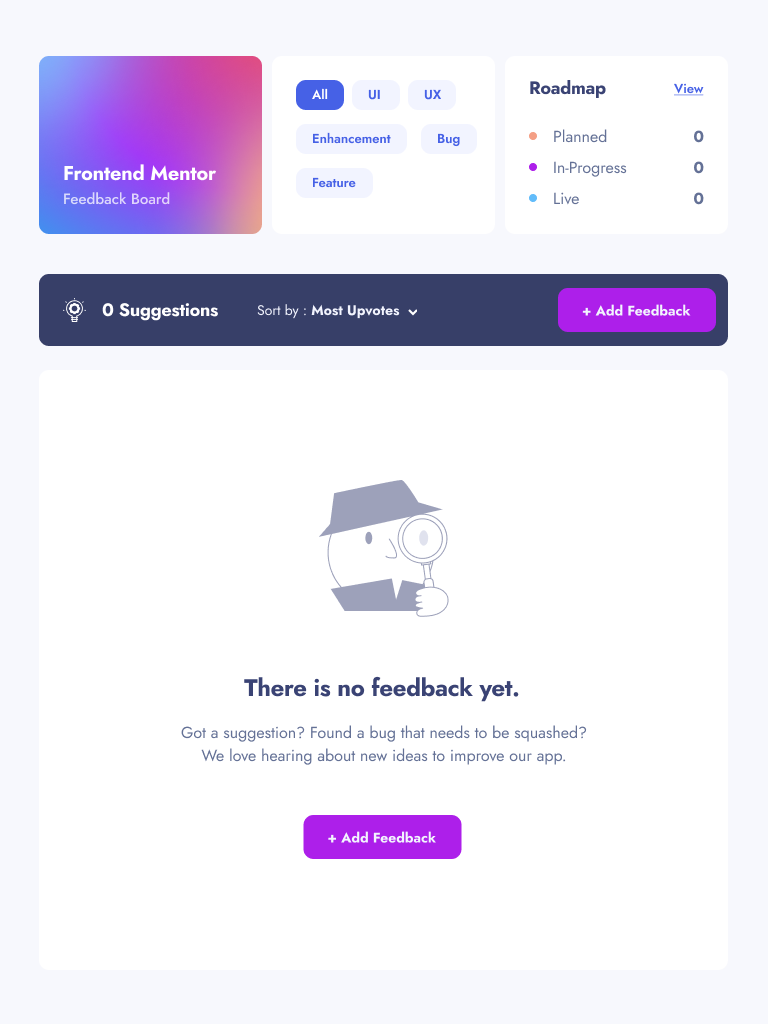 Frontend Mentor
Feedback Board
All UI UX
Enhancement Bug
Feature
Roadmap View
Planned 0
In-Progress 0
Live 0
0 Suggestions Sort by : Most Upvotes + Add Feedback
There is no feedback yet.
Got a suggestion? Found a bug that needs to be squashed?
We love hearing about new ideas to improve our app.
+ Add Feedback